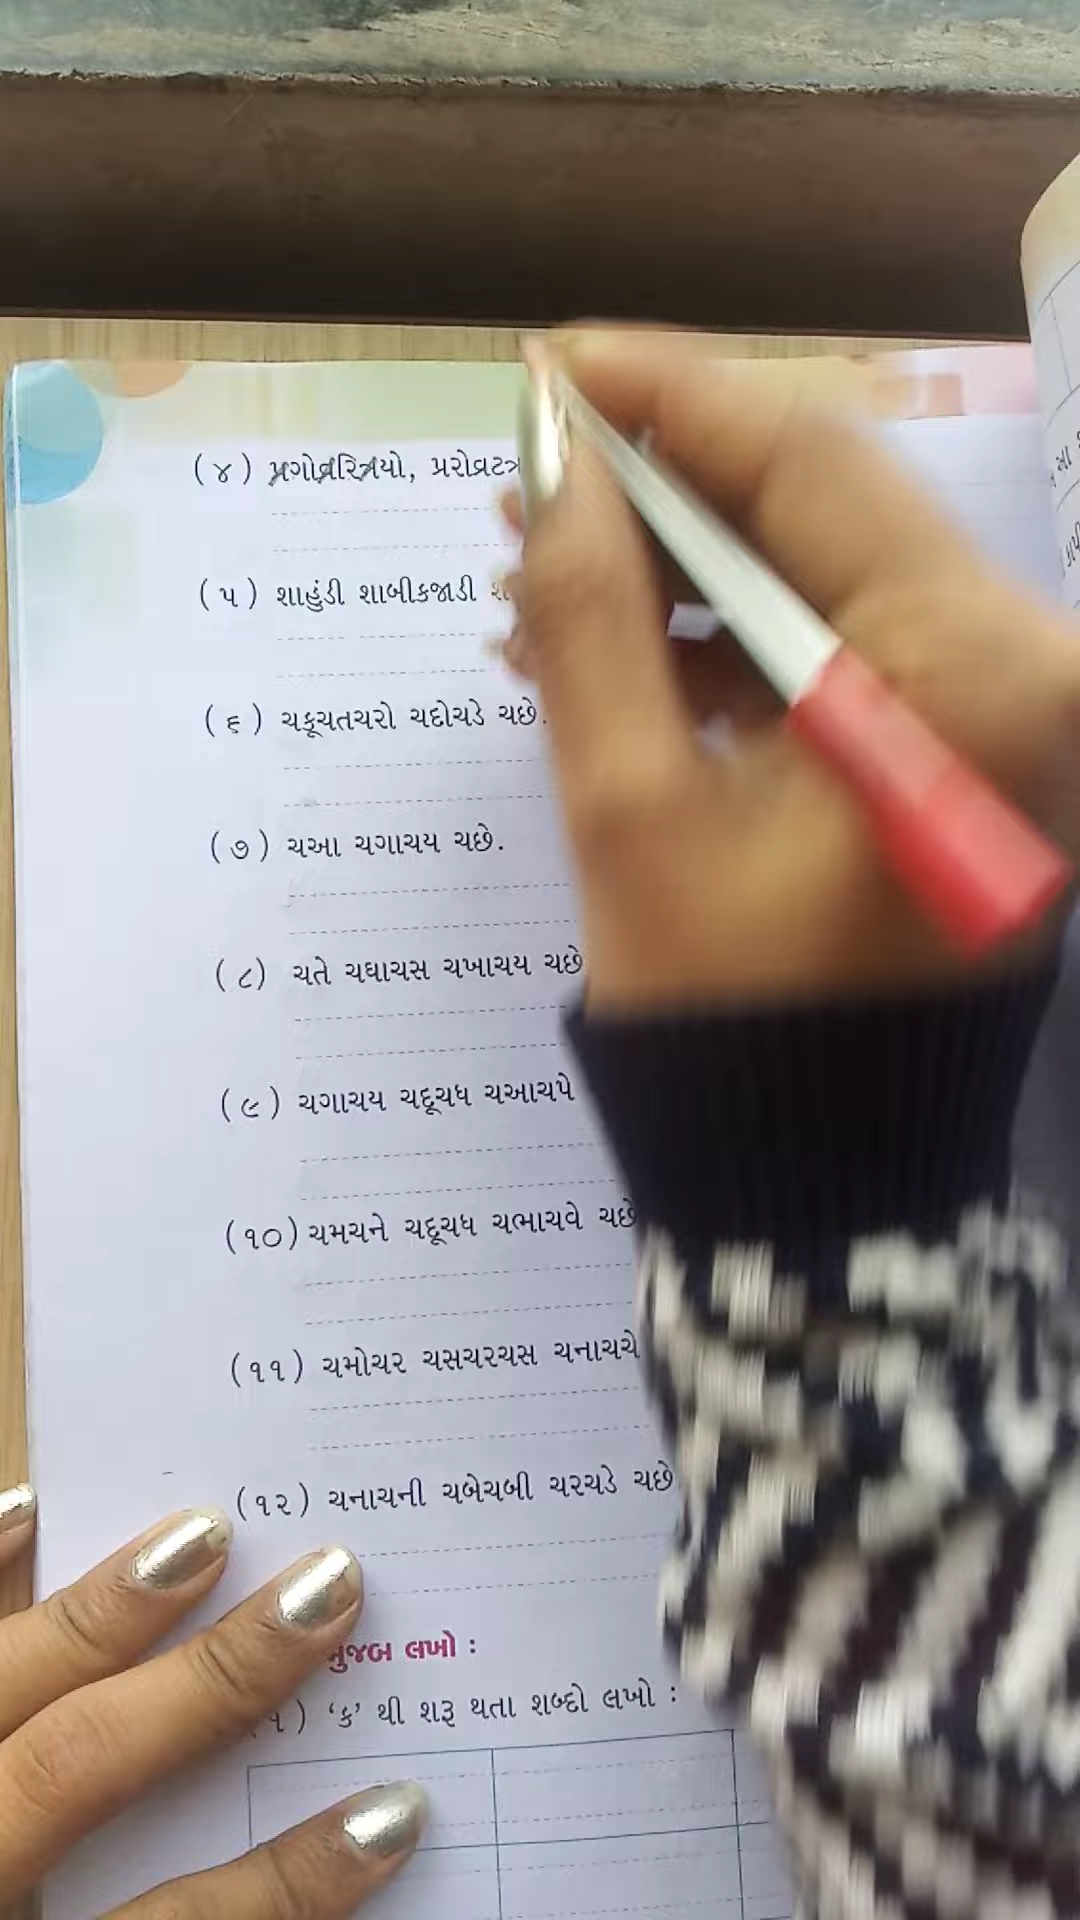 (૪) પ્રગોવ્રરિત્રયો, પ્રરોવ્રટત્ર
(૫) શાહુંડી શાબીકજાડી
(૬) ચકૂચતચરો ચદોચડે ચછે.
(૭) ચઆ ચગાચય ચછે.
(૮) ચતે ચઘાચસ ચખાચય ચછે
(૯) ચગાચય ચદૂચધ ચઆચપે
(૧૦) ચમચને ચદૂચધ ચભાચવે ચછે
(૧૧) ચમોચર ચસચરચસ ચનાચચે
(૧૨) ચનાચની ચબેચબી ચરચડે ચછે
મુજબ લખો :
૧) ‘ક’ થી શરૂ થતા શબ્દો લખો :